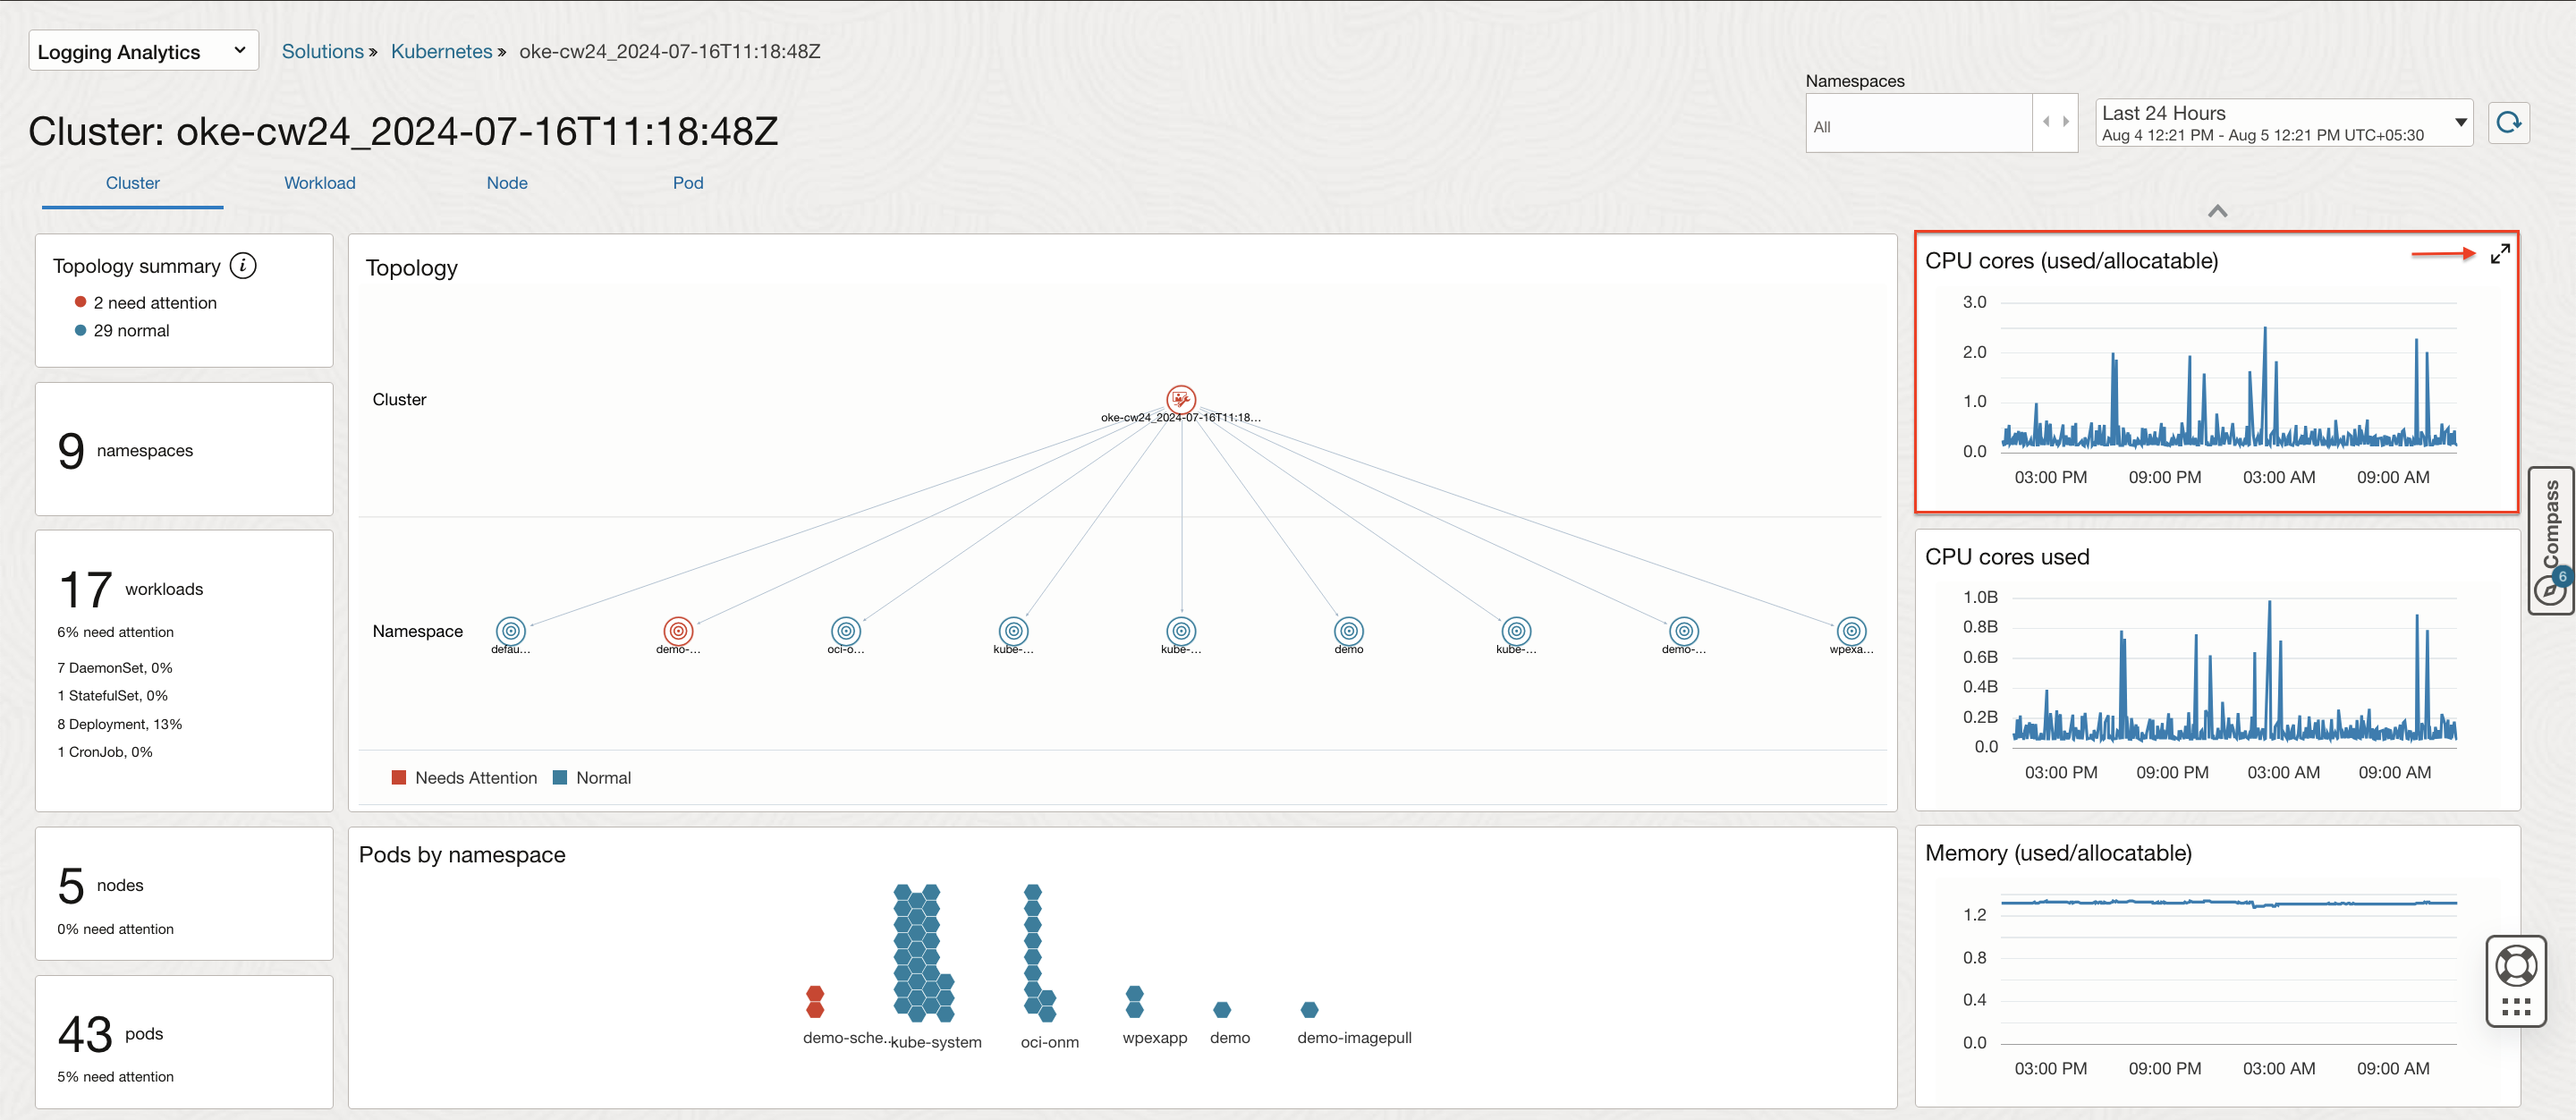 Logging Analytics
Solutions » Kubernetes » oke-cw24_2024-07-16T11:18:48Z
Namespaces
All
Last 24 Hours
Aug 4 12:21 PM - Aug 5 12:21 PM UTC+05:30
Cluster: oke-cw24_2024-07-16T11:18:48Z
Cluster
Workload
Node
Pod
Topology summary i
2 need attention
29 normal
9 namespaces
17 workloads
6% need attention
7 DaemonSet, 0%
1 StatefulSet, 0%
8 Deployment, 13%
1 CronJob, 0%
5 nodes
0% need attention
43 pods
5% need attention
Topology
Cluster
oke-cw24_2024-07-16T11:18...
Namespace
defau...
demo-...
oci-o...
kube-...
kube-...
demo
kube-...
demo-...
wpexa...
Needs Attention
Normal
Pods by namespace
demo-sche..
kube-system
oci-onm
wpexapp
demo
demo-imagepull
CPU cores (used/allocatable)
3.0
2.0
1.0
0.0
03:00 PM
09:00 PM
03:00 AM
09:00 AM
CPU cores used
1.0B
0.8B
0.6B
0.4B
0.2B
0.0
03:00 PM
09:00 PM
03:00 AM
09:00 AM
Memory (used/allocatable)
1.2
0.8
0.4
0.0
03:00 PM
09:00 PM
03:00 AM
09:00 AM
Compass
6